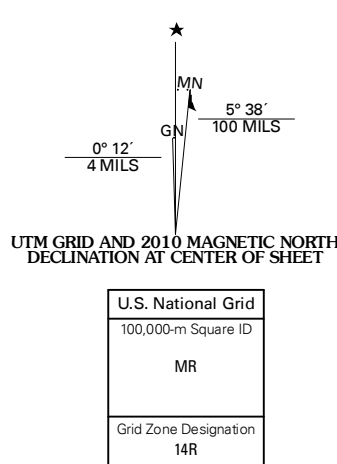 ★
MN
GN
5° 38´
100 MILS
0° 12´
4 MILS
UTM GRID AND 2010 MAGNETIC NORTH
DECLINATION AT CENTER OF SHEET
U.S. National Grid
100,000-m Square ID
MR
Grid Zone Designation
14R